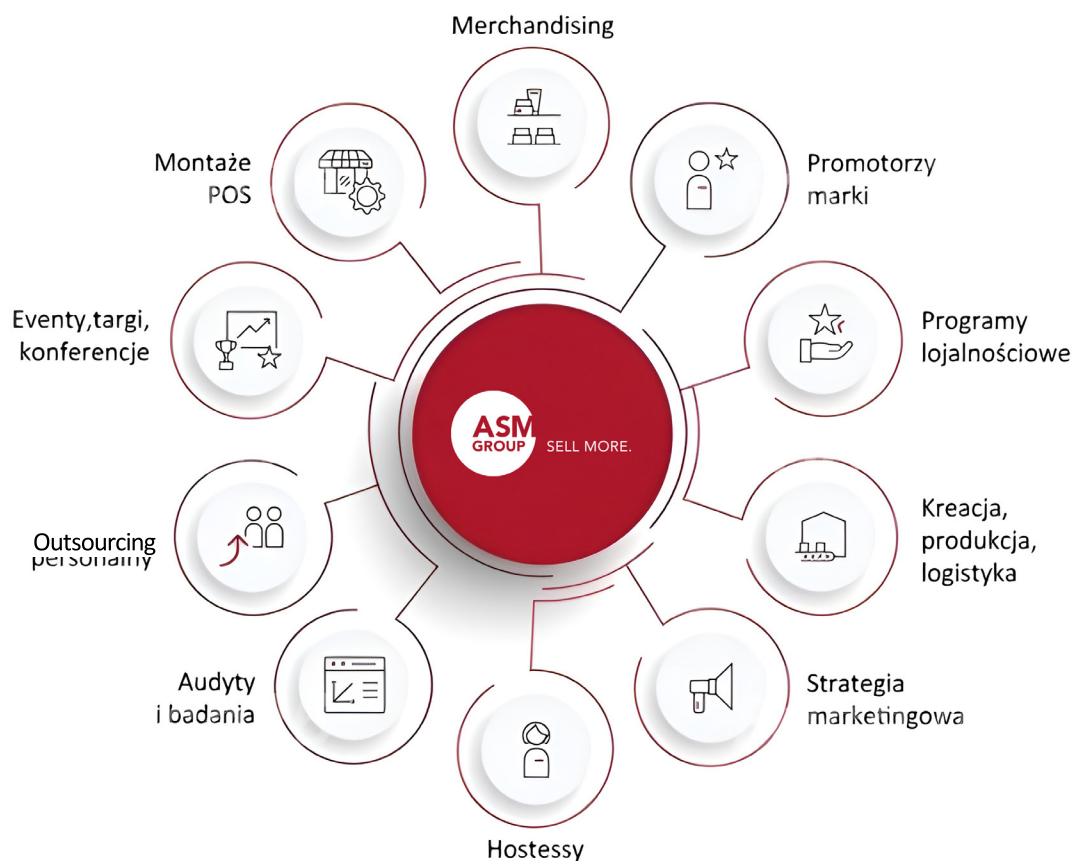 Merchandising
Montaże
POS
Promotorzy
marki
Eventy,targi,
konferencje
Programy
lojalnościowe
ASM
GROUP
SELL MORE.
Outsourcing
personalny
Kreacja,
produkcja,
logistyka
Audyty
i badania
Strategia
marketingowa
Hostessy